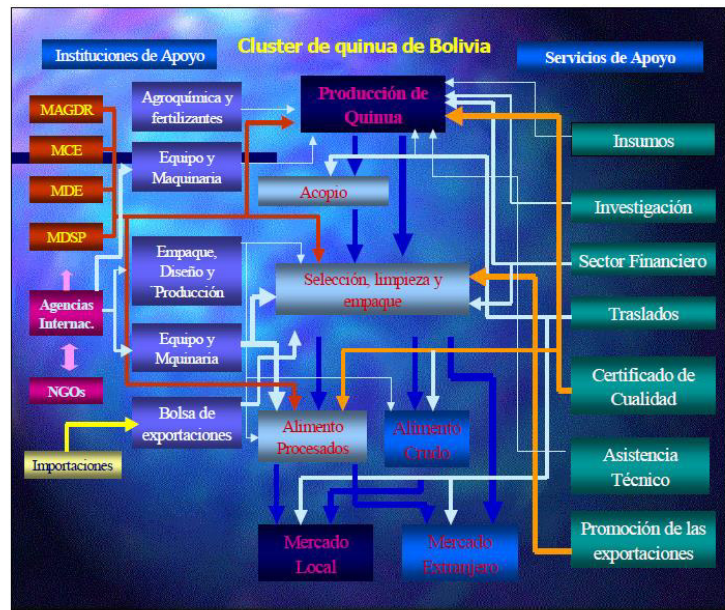 Cluster de quinua de Bolivia
Instituciones de Apoyo
Servicios de Apoyo
MAGDR
MCE
MDE
MDSP
Agencias
Internac.
NGOs
Importaciones
Agroquímica y
fertilizantes
Equipo y
Maquinaria
Empaque,
Diseño y
Producción
Equipo y
Mquinaria
Bolsa de
exportaciones
Producción de
Quinua
Acopio
Selección, limpieza y
empaque
Alimento
Procesados
Alimento
Crudo
Mercado
Local
Mercado
Extranjero
Insumos
Investigación
Sector Financiero
Traslados
Certificado de
Cualidad
Asistencia
Técnico
Promoción de las
exportaciones